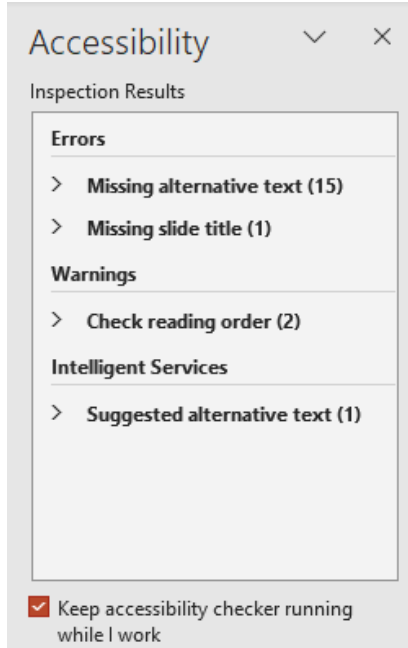 Accessibility
Inspection Results
Errors
Missing alternative text (15)
Missing slide title (1)
Warnings
Check reading order (2)
Intelligent Services
Suggested alternative text (1)
Keep accessibility checker running
while I work